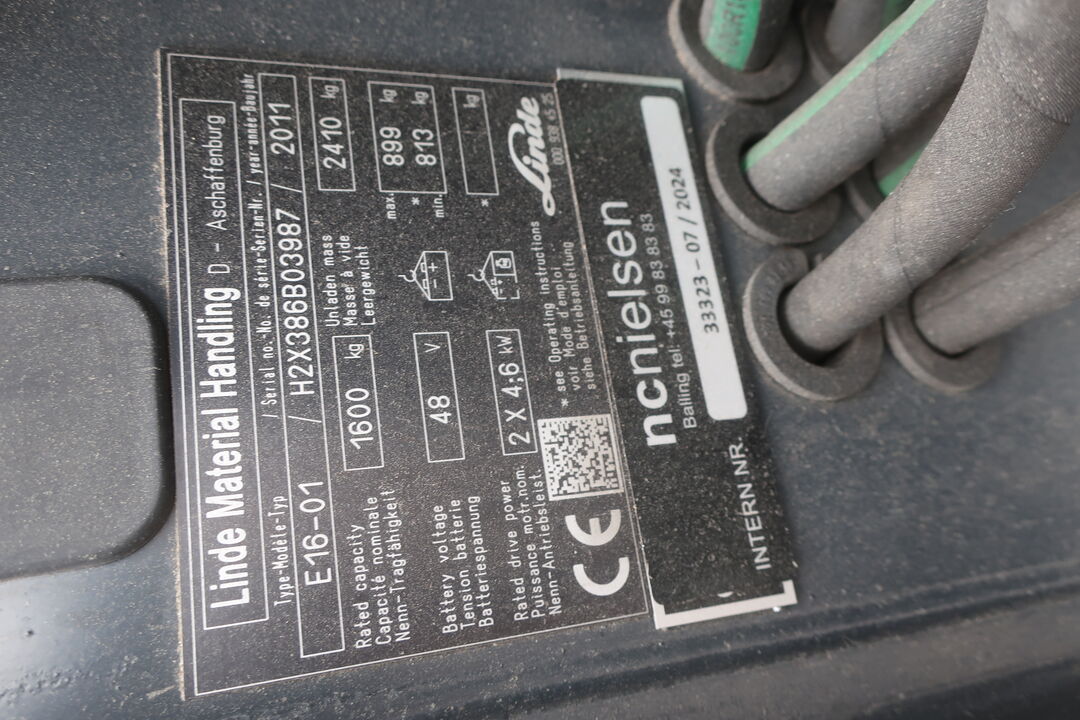 Linde Material Handling D - Aschaffenburg
Type-Modèle-Typ / Serial no.-No. de série-Serien-Nr. / year-année-Baujahr
E16-01 / H2X386B03987 / 2011
Rated capacity
Capacité nominale
Nenn-Tragfähigkeit
1600 kg
Unladen mass
Masse à vide
Leergewicht
2410 kg
Battery voltage
Tension batterie
Batteriespannung
48 V
max. 899 kg
* min. 813 kg
Rated drive power
Puissance motr.nom.
Nenn-Antriebsleist.
2 X 4,6 kW
* - kg
CE
* see Operating instructions
voir Mode d'emploi
siehe Betriebsanleitung
Linde
000 938 65 25
ncnielsen
Balling tel: +45 99 83 83 83
INTERN NR. 33323 - 07 / 2024